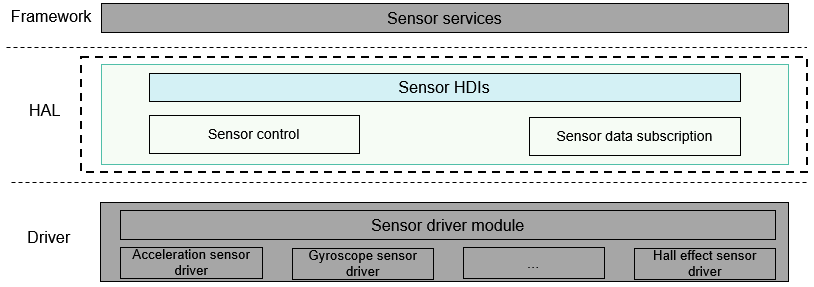 Framework
Sensor services
HAL
Sensor HDIs
Sensor control
Sensor data subscription
Driver
Sensor driver module
Acceleration sensor
driver
Gyroscope sensor
driver
...
Hall effect sensor
driver